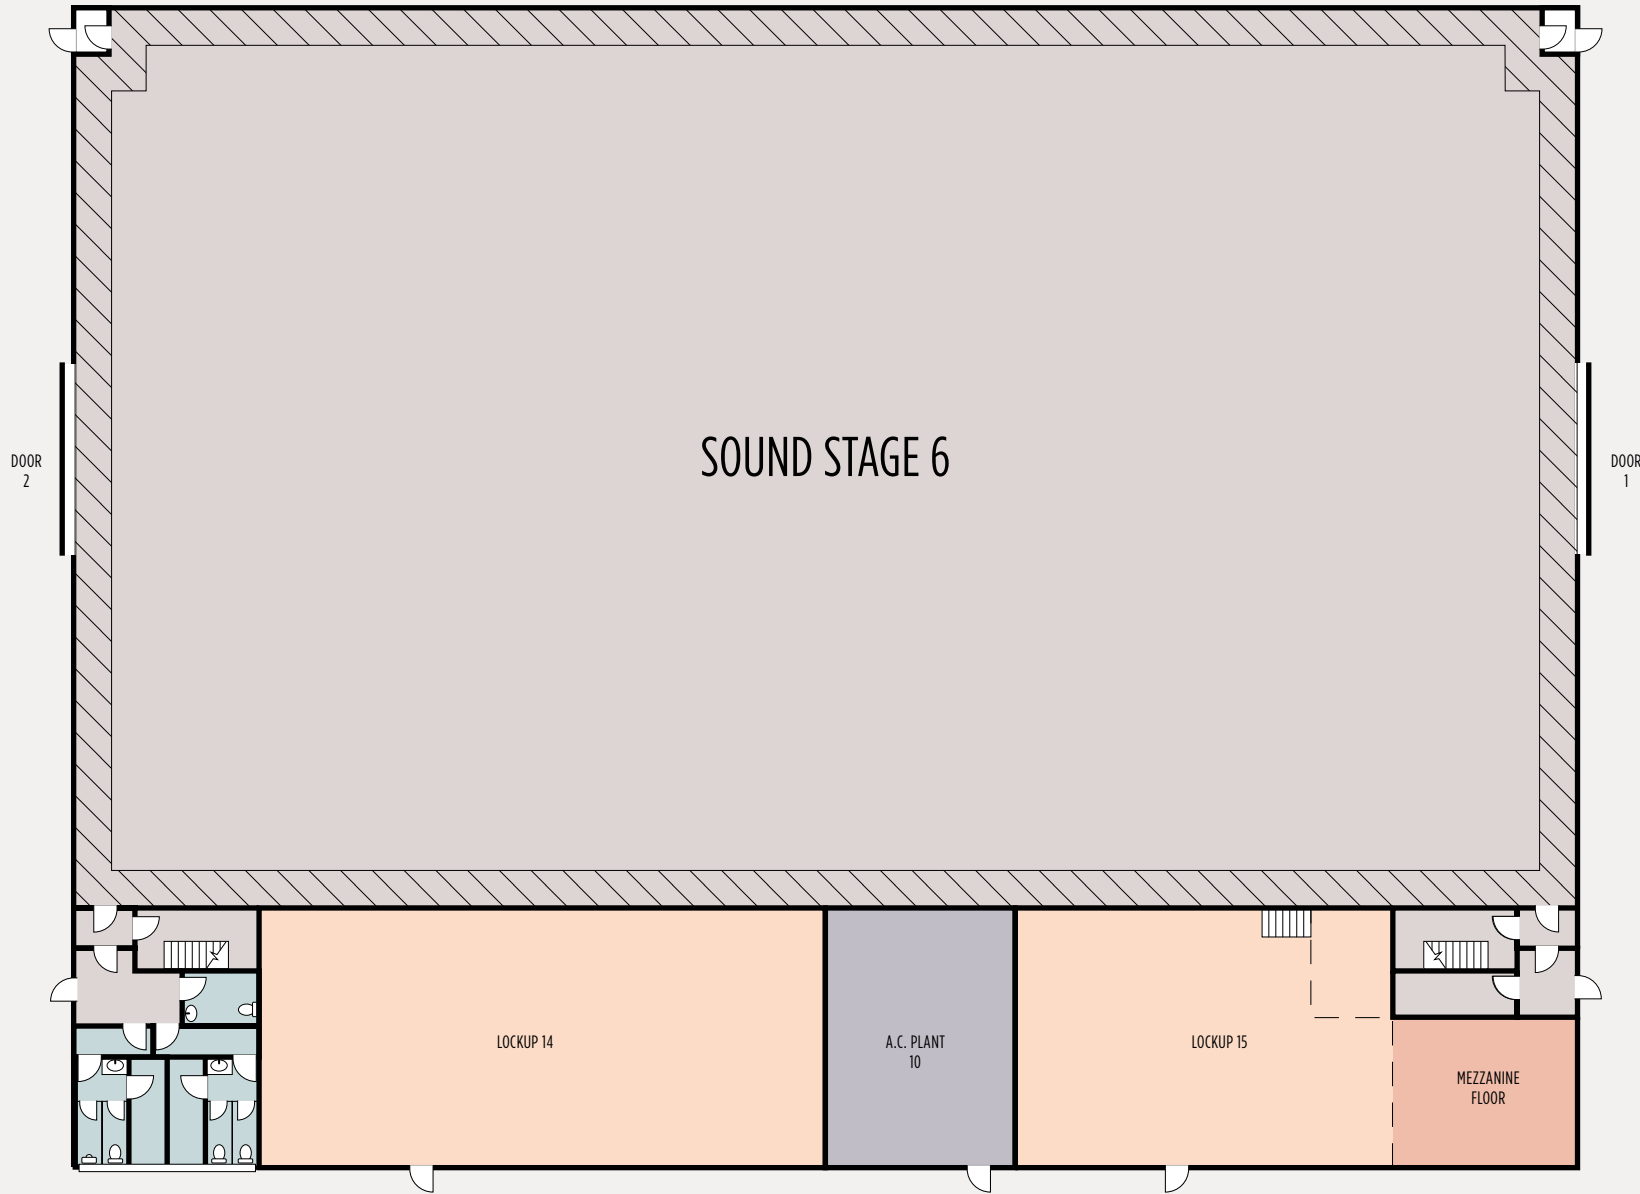 SOUND STAGE 6
DOOR
2
DOOR
1
LOCKUP 14
A.C. PLANT
10
LOCKUP 15
MEZZANINE
FLOOR